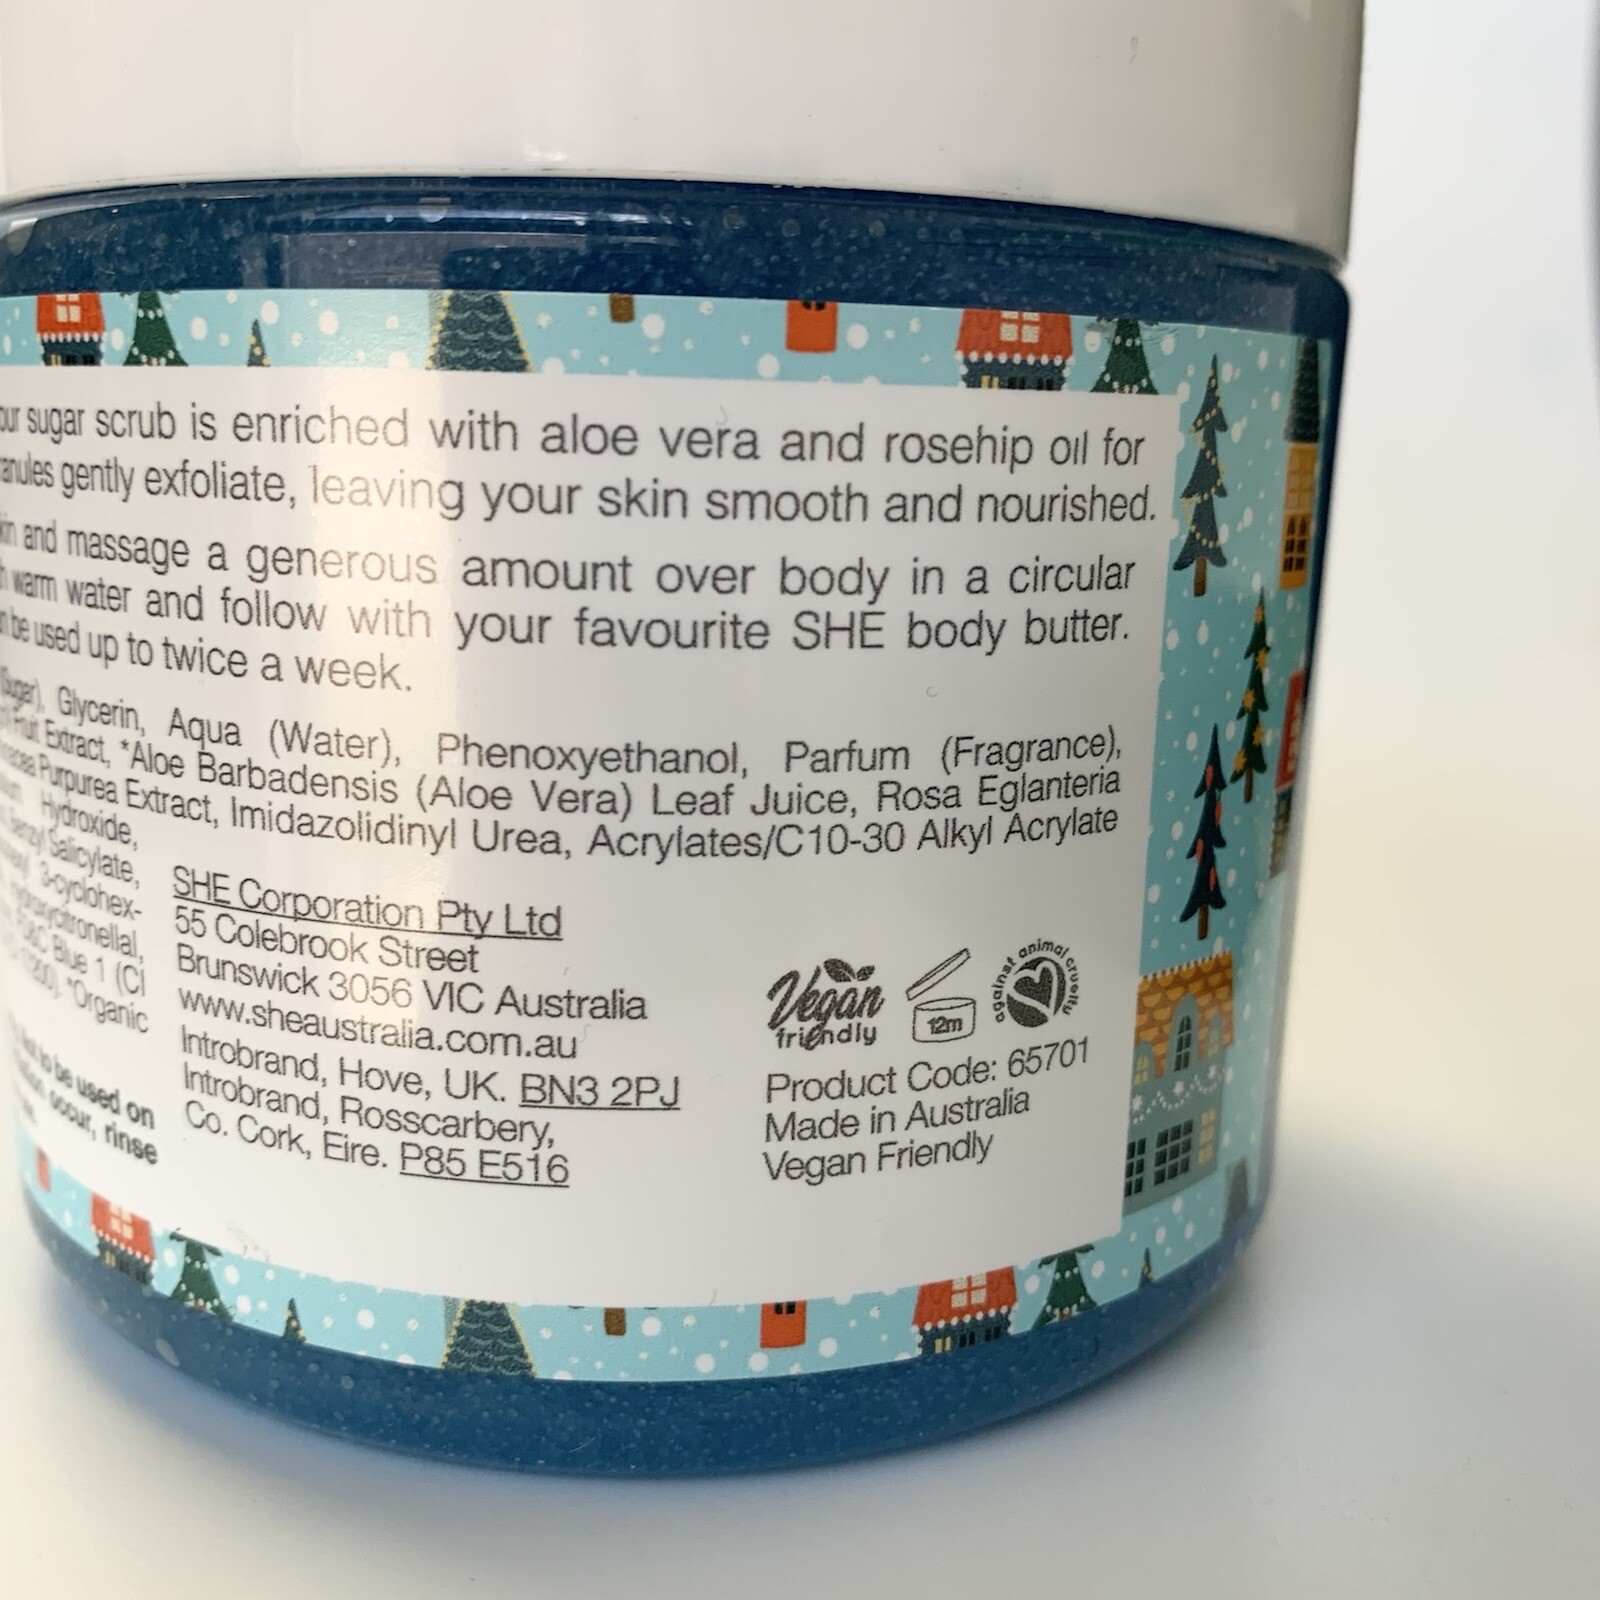 our sugar scrub is enriched with aloe vera and rosehip oil for
gently exfoliate, leaving your skin smooth and nourished.
and massage a generous amount over body in a circular
warm water and follow with your favourite SHE body butter.
be used up to twice a week.
(Sugar), Glycerin, Aqua (Water), Phenoxyethanol, Parfum (Fragrance),
Fruit Extract, *Aloe Barbadensis (Aloe Vera) Leaf Juice, Rosa Eglanteria
Purpurea Extract, Imidazolidinyl Urea, Acrylates/C10-30 Alkyl Acrylate
Hydroxide,
Benzyl Salicylate,
3-cyclohex-
Blue 1 (CI
*Organic
to be used on
occur, rinse
SHE Corporation Pty Ltd
55 Colebrook Street
Brunswick 3056 VIC Australia
www.sheaustralia.com.au
Introbrand, Hove, UK. BN3 2PJ
Introbrand, Rosscarbery,
Co. Cork, Eire. P85 E516
Vegan
friendly
12m
against animal cruelty
Product Code: 65701
Made in Australia
Vegan Friendly